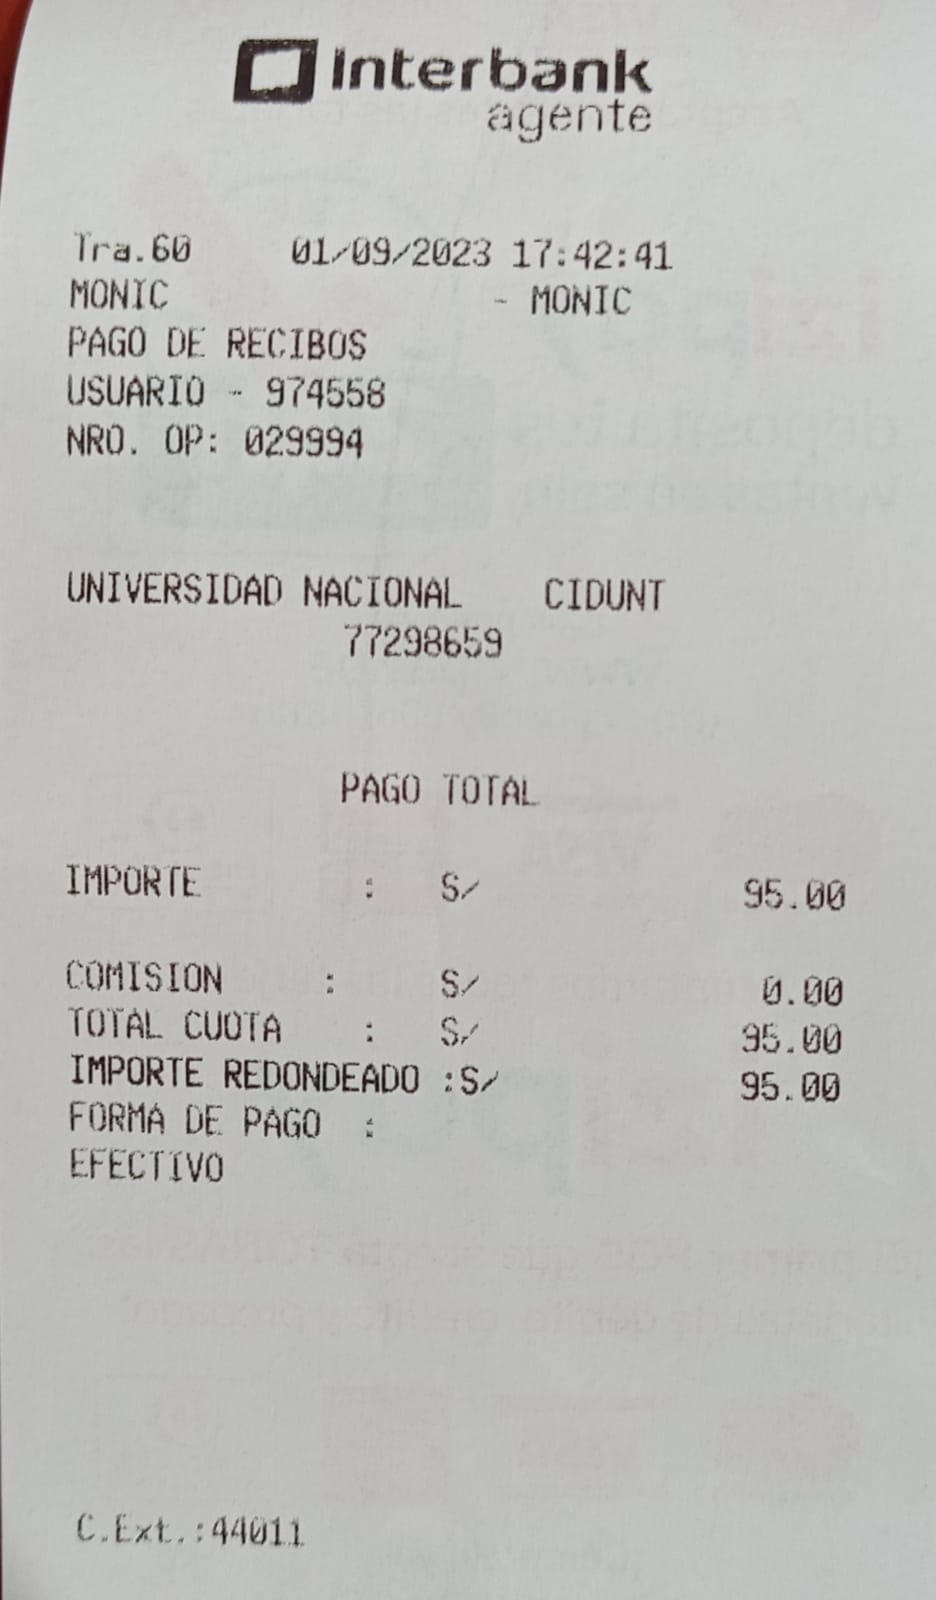 Interbank
agente
Tra.60 01/09/2023 17:42:41
MONIC - MONIC
PAGO DE RECIBOS
USUARIO - 974558
NRO. OP: 029994
UNIVERSIDAD NACIONAL CIDUNT
77298659
PAGO TOTAL
IMPORTE : S/ 95.00
COMISION : S/ 0.00
TOTAL CUOTA : S/ 95.00
IMPORTE REDONDEADO :S/ 95.00
FORMA DE PAGO :
EFECTIVO
C.Ext.:44011